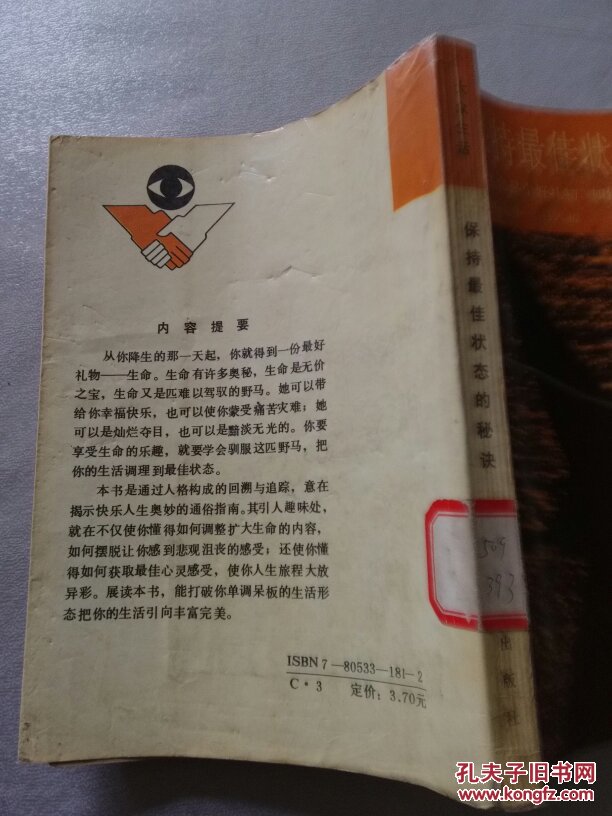 内容提要
从你降生的那一天起，你就得到一份最好
礼物——生命。生命有许多奥秘，生命是无价
之宝，生命又是匹难以驾驭的野马。她可以带
给你幸福快乐，也可以使你蒙受痛苦灾难；她
可以是灿烂夺目，也可以是黯淡无光的。你要
享受生命的乐趣，就要学会驯服这匹野马，把
你的生活调理到最佳状态。
本书是通过人格构成的回溯与追踪，意在
揭示快乐人生奥妙的通俗指南。其引人趣味处，
就在不仅使你懂得如何调整扩大生命的内容，
如何摆脱让你感到悲观沮丧的感受；还使你懂
得如何获取最佳心灵感受，使你人生旅程大放
异彩。展读本书，能打破你单调呆板的生活形
态把你的生活引向丰富完美。
ISBN7—80533—181—2
C·3 定价：3.70元
保持最佳状态的秘诀
509
393
出版社
持最佳状
孔夫子旧书网
www.kongfz.com